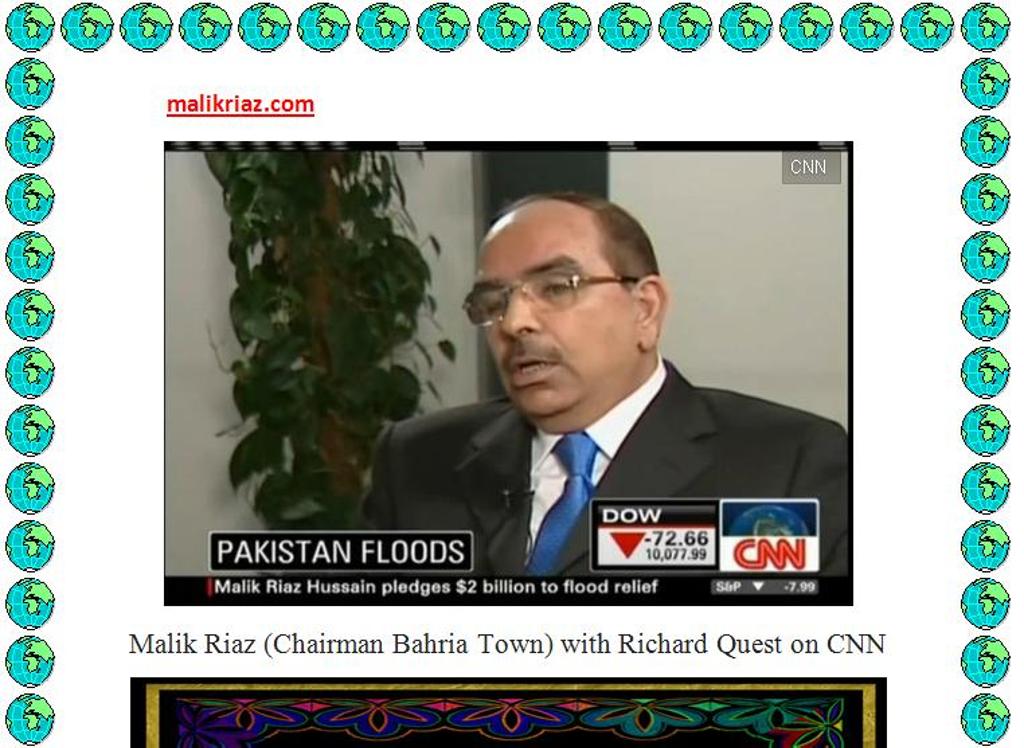 malikriaz.com
CNN
DOW
-72.66
10,077.99
CNN
PAKISTAN FLOODS
Malik Riaz Hussain pledges $2 billion to flood relief
S&P ▼ -7.99
Malik Riaz (Chairman Bahria Town) with Richard Quest on CNN